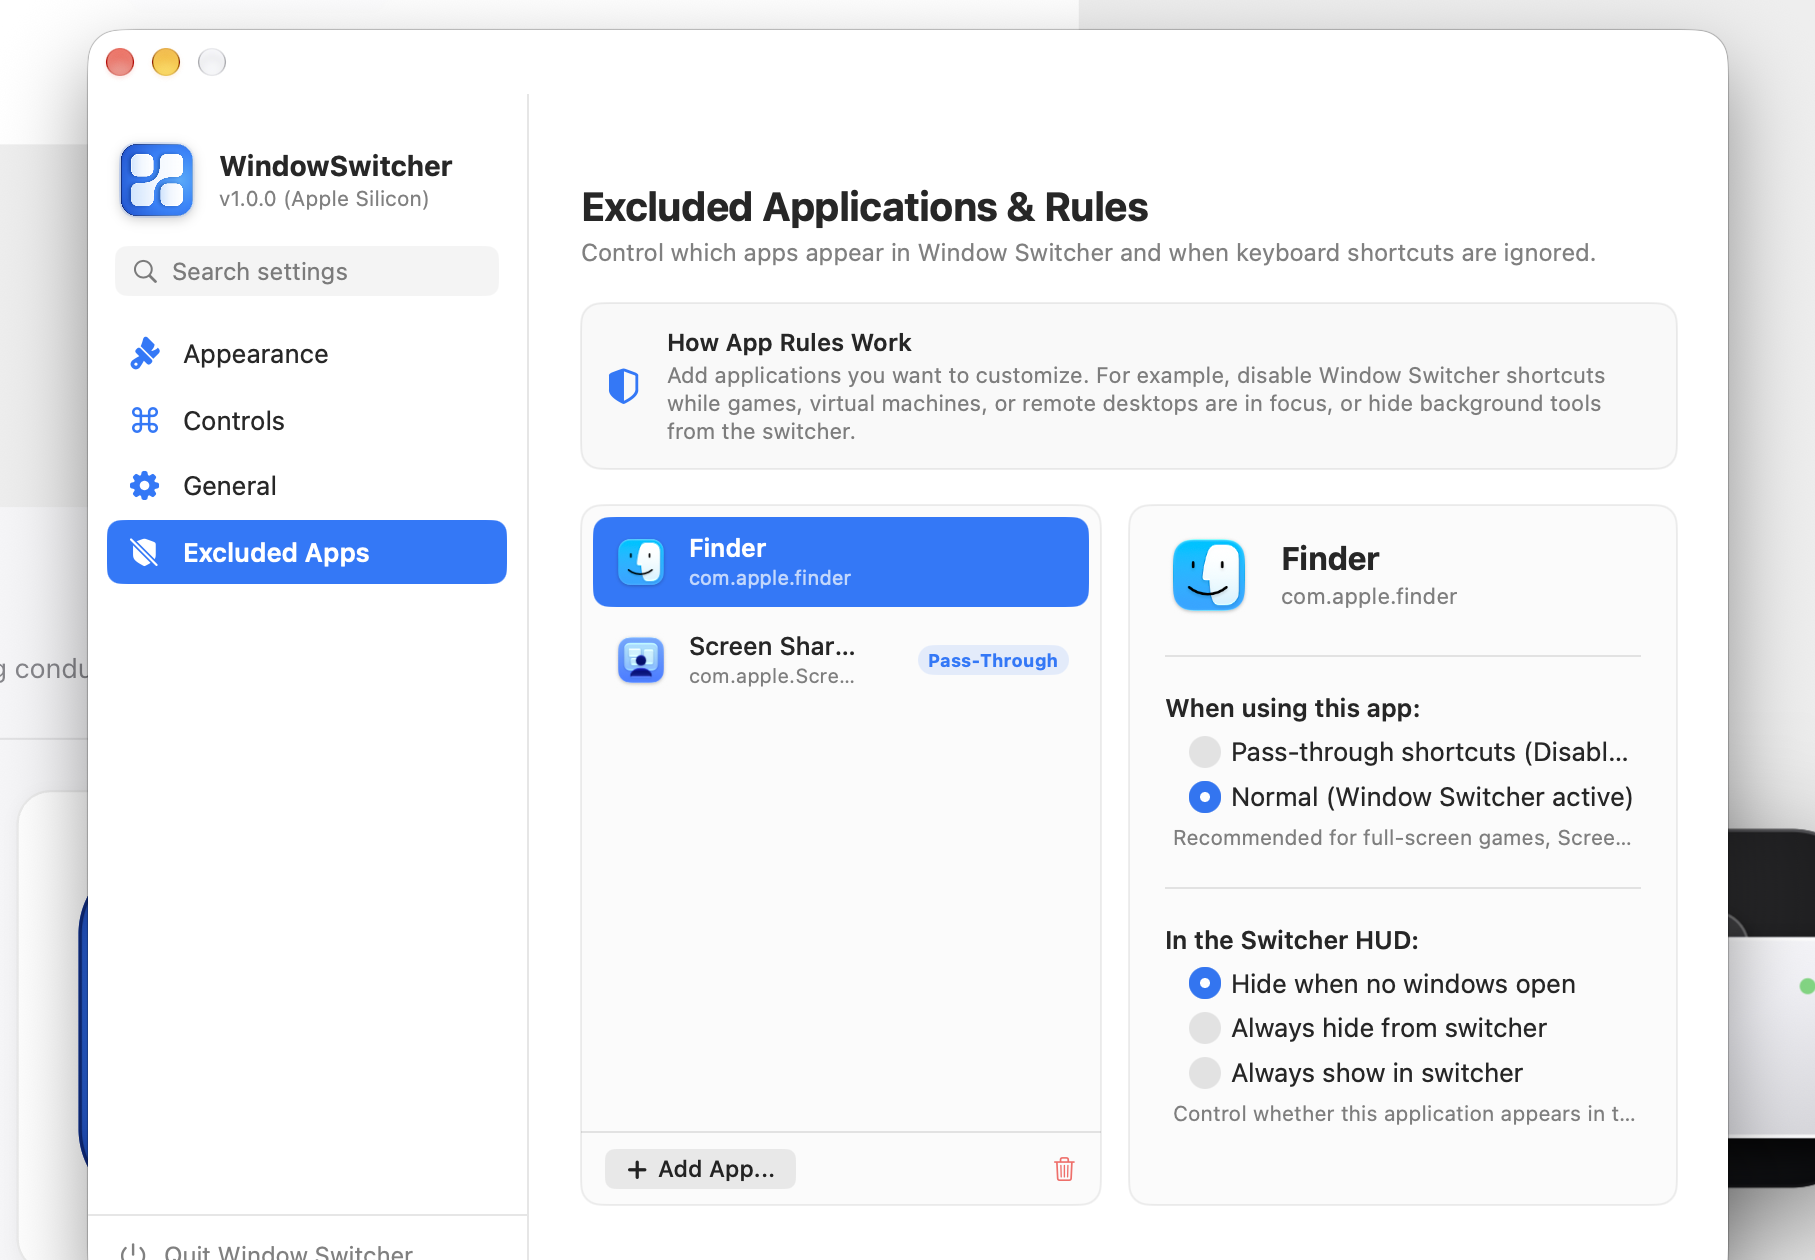 WindowSwitcher
v1.0.0 (Apple Silicon)
Search settings
Appearance
Controls
General
Excluded Apps
Quit Window Switcher
Excluded Applications & Rules
Control which apps appear in Window Switcher and when keyboard shortcuts are ignored.
How App Rules Work
Add applications you want to customize. For example, disable Window Switcher shortcuts
while games, virtual machines, or remote desktops are in focus, or hide background tools
from the switcher.
Finder
com.apple.finder
Screen Shar...
com.apple.Scre...
Pass-Through
Add App...
Finder
com.apple.finder
When using this app:
Pass-through shortcuts (Disabl...
Normal (Window Switcher active)
Recommended for full-screen games, Scree...
In the Switcher HUD:
Hide when no windows open
Always hide from switcher
Always show in switcher
Control whether this application appears in t...